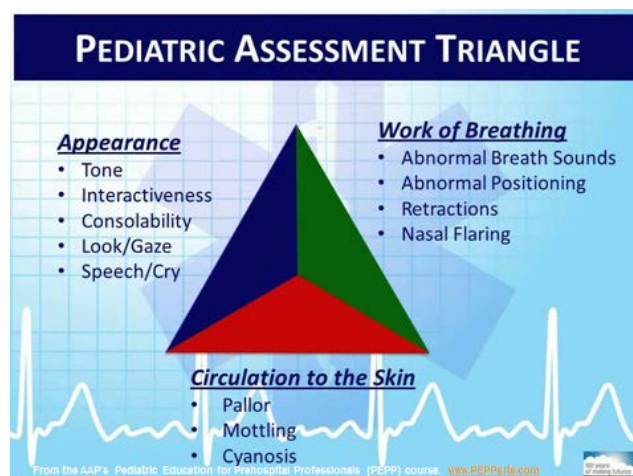 PEDIATRIC ASSESSMENT TRIANGLE
Appearance
• Tone
• Interactiveness
• Consolability
• Look/Gaze
• Speech/Cry
Work of Breathing
• Abnormal Breath Sounds
• Abnormal Positioning
• Retractions
• Nasal Flaring
Circulation to the Skin
• Pallor
• Mottling
• Cyanosis
From the AAP's Pediatric Education for Prehospital Professionals (PEPP) course. www.PEPPsite.com